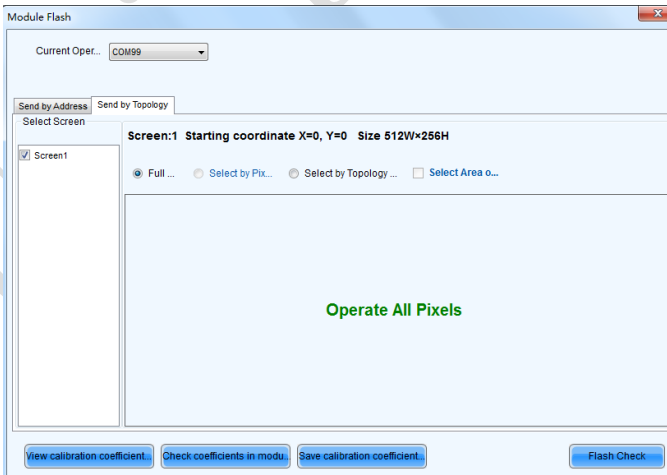 Module Flash
Current Oper... COM99
Send by Address Send by Topology
Select Screen
Screen:1 Starting coordinate X=0, Y=0 Size 512W×256H
Screen1
Full ... Select by Pix... Select by Topology ... Select Area o...
Operate All Pixels
View calibration coefficient... Check coefficients in modu... Save calibration coefficient... Flash Check